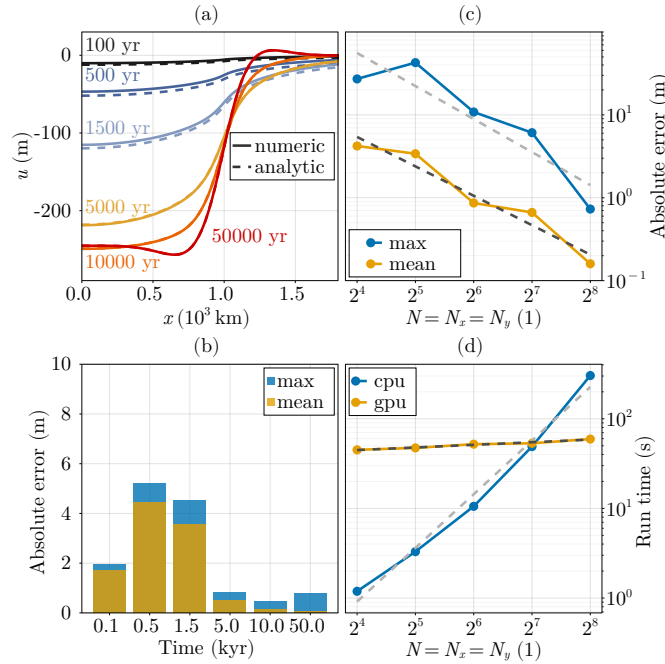 (a)
0
-100
-200
u (m)
100 yr
500 yr
1500 yr
5000 yr
10000 yr
50000 yr
numeric
analytic
0.0
0.5
1.0
1.5
x (10³ km)
(c)
10¹
10⁰
10⁻¹
Absolute error (m)
max
mean
2⁴
2⁵
2⁶
2⁷
2⁸
N = Nₓ = N_y (1)
(b)
10
8
6
4
2
0
Absolute error (m)
max
mean
0.1
0.5
1.5
5.0
10.0
50.0
Time (kyr)
(d)
cpu
gpu
10²
10¹
10⁰
Run time (s)
2⁴
2⁵
2⁶
2⁷
2⁸
N = Nₓ = N_y (1)